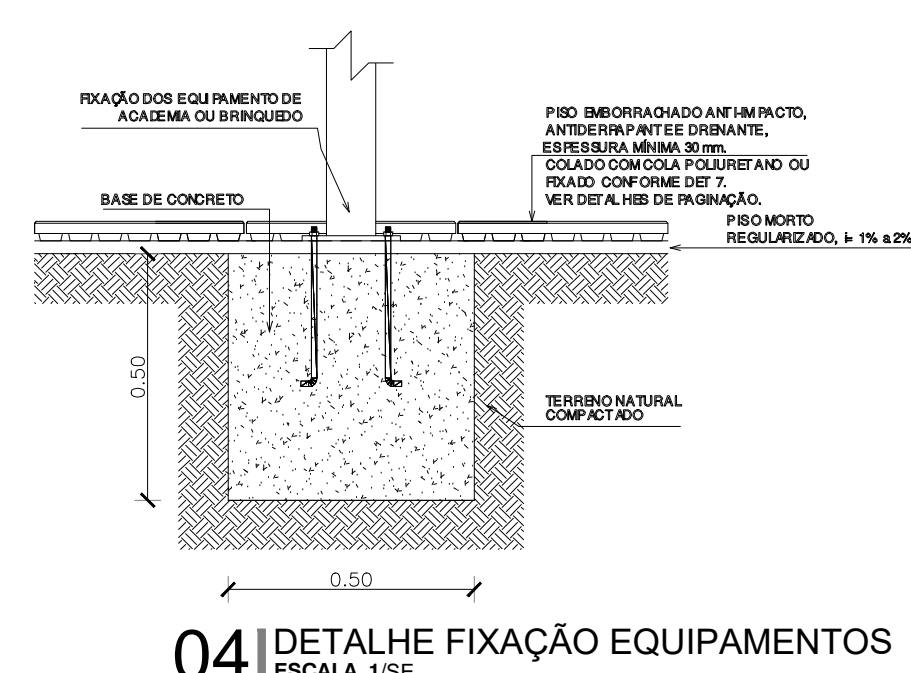 FIXAÇÃO DOS EQUIPAMENTO DE
ACADEMIA OU BRINQUEDO
PISO EMBORRACHADO ANTI-IMPACTO,
ANTIDERRAPANTE E DRENANTE,
ESPESSURA MÍNIMA 30 mm.
COLADO COM COLA POLIURETANO OU
FIXADO CONFORME DET 7.
VER DETALHES DE PAGINAÇÃO.
BASE DE CONCRETO
PISO MORTO
REGULARIZADO, i= 1% a 2%
0.50
TERRENO NATURAL
COMPACTADO
0.50
04 DETALHE FIXAÇÃO EQUIPAMENTOS
ESCALA 1/SE